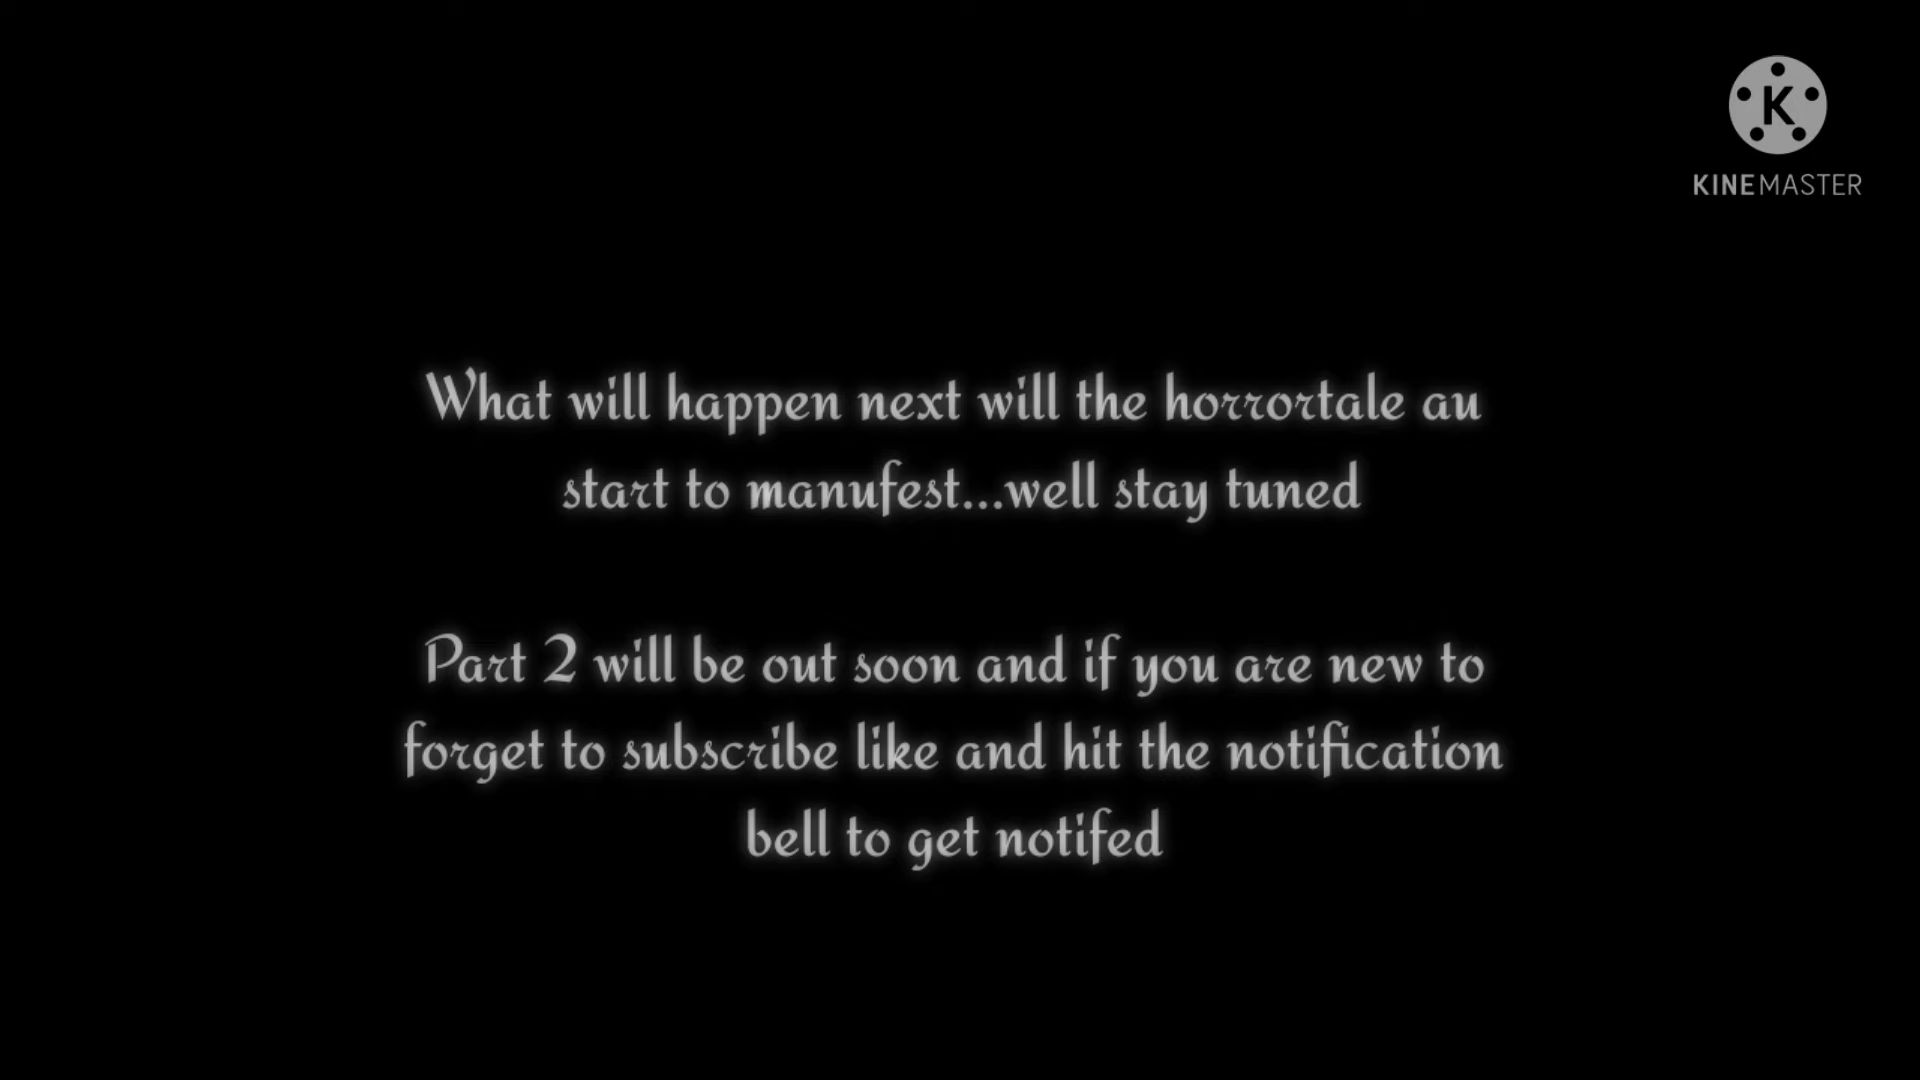 K
KINEMASTER
What will happen next will the horrortale au
start to manufest...well stay tuned
Part 2 will be out soon and if you are new to
forget to subscribe like and hit the notification
bell to get notifed